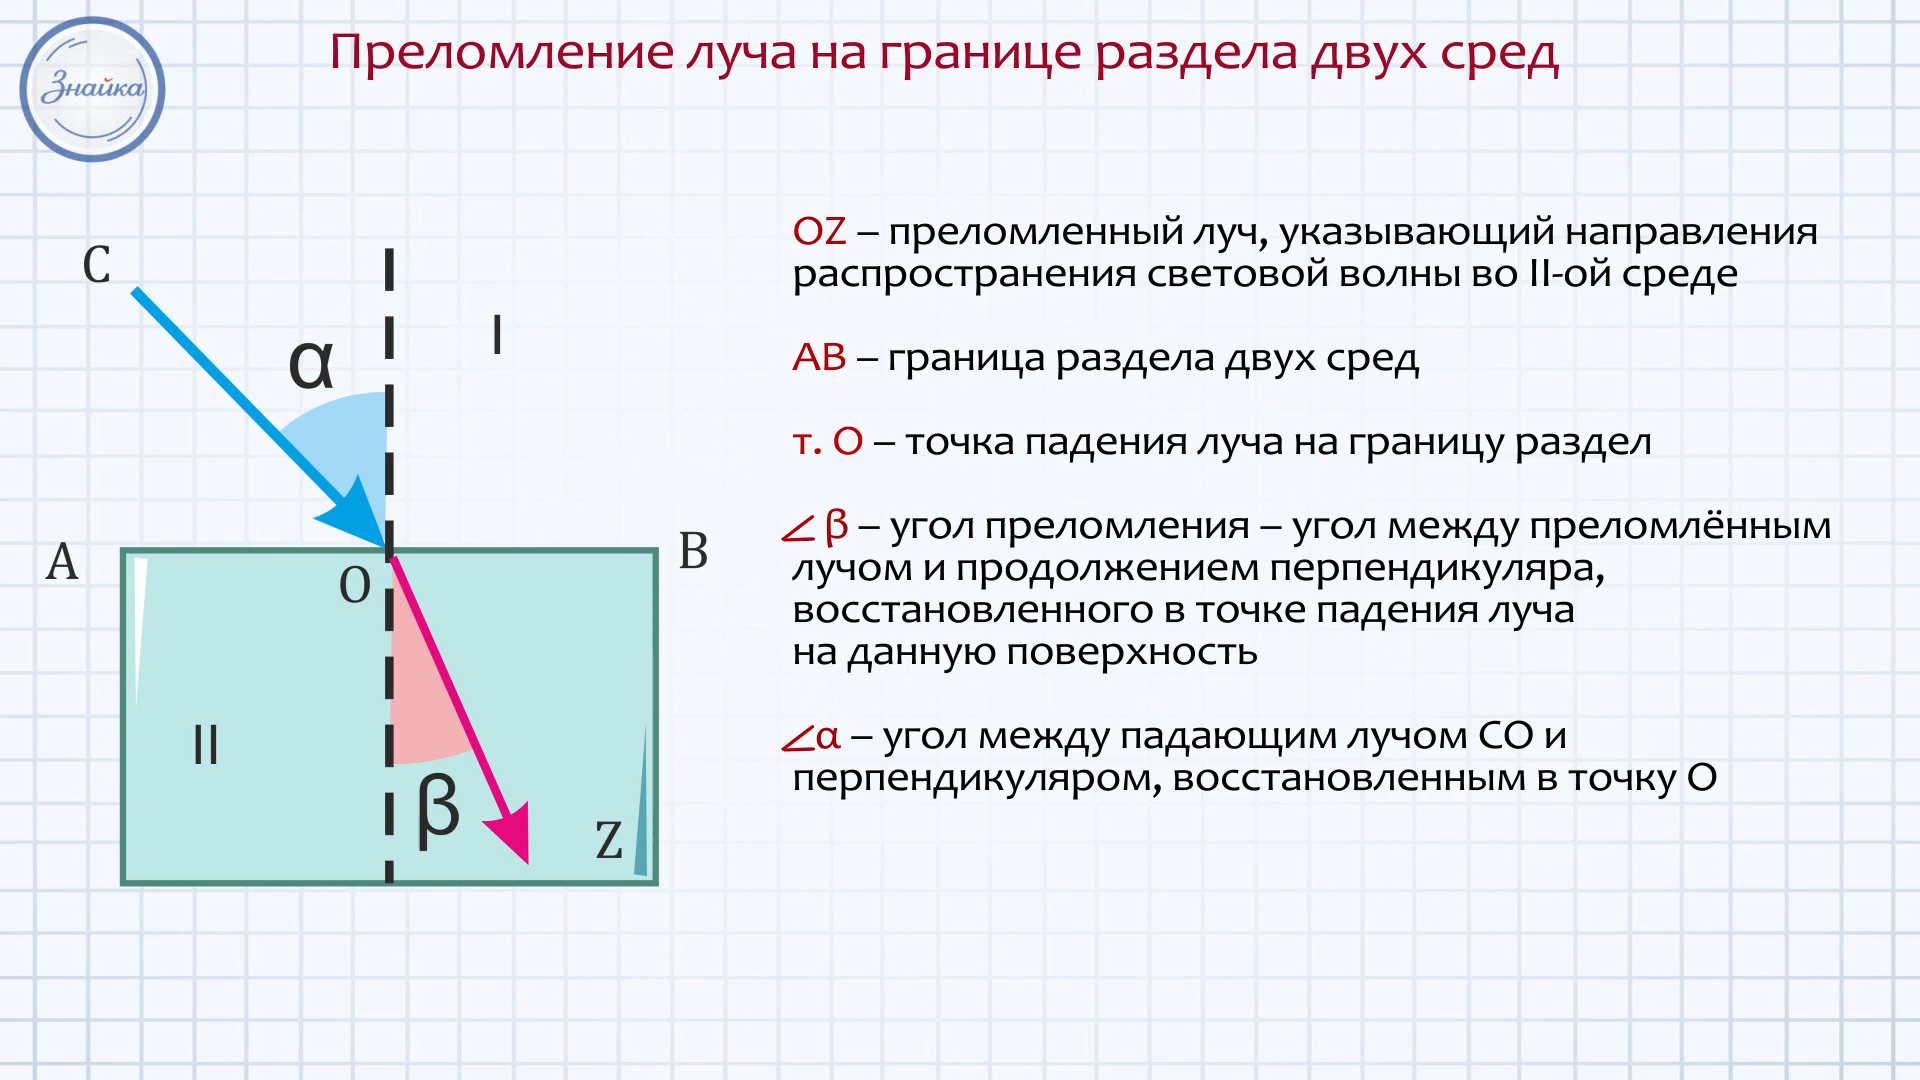 Знайка
Преломление луча на границе раздела двух сред
C
α
I
A
O
B
II
β
Z
OZ – преломленный луч, указывающий направления
распространения световой волны во II-ой среде
AB – граница раздела двух сред
т. О – точка падения луча на границу раздел
∠ β – угол преломления – угол между преломлённым
лучом и продолжением перпендикуляра,
восстановленного в точке падения луча
на данную поверхность
∠α – угол между падающим лучом СО и
перпендикуляром, восстановленным в точку О